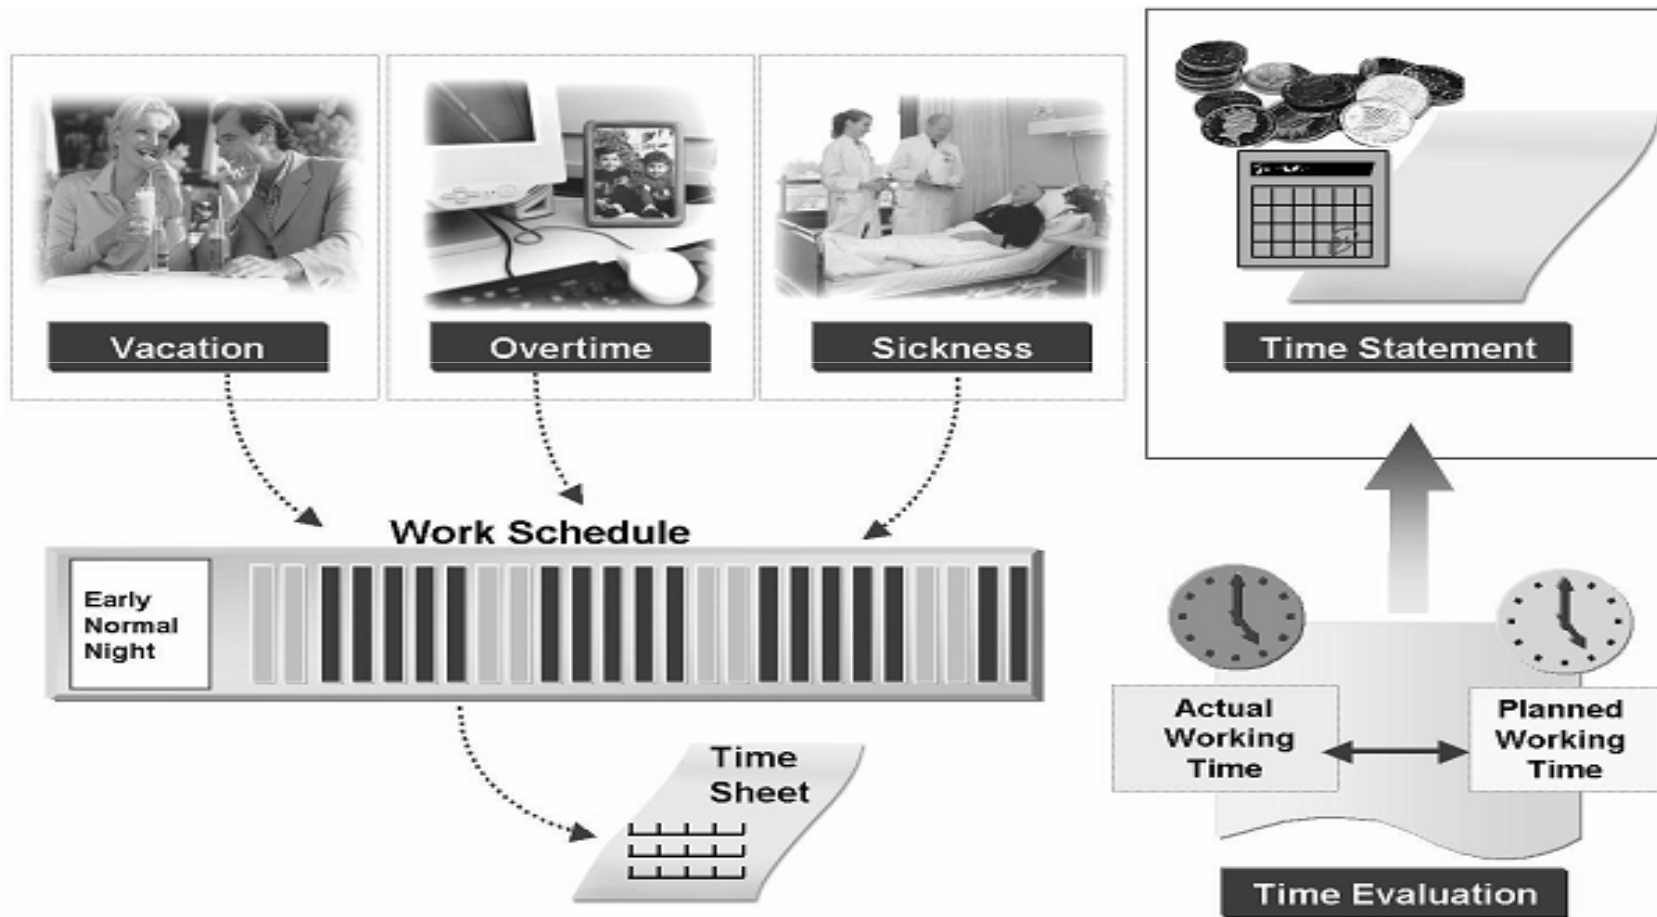 Vacation
Overtime
Sickness
Time Statement
Work Schedule
Early
Normal
Night
Time
Sheet
Actual
Working
Time
Planned
Working
Time
Time Evaluation